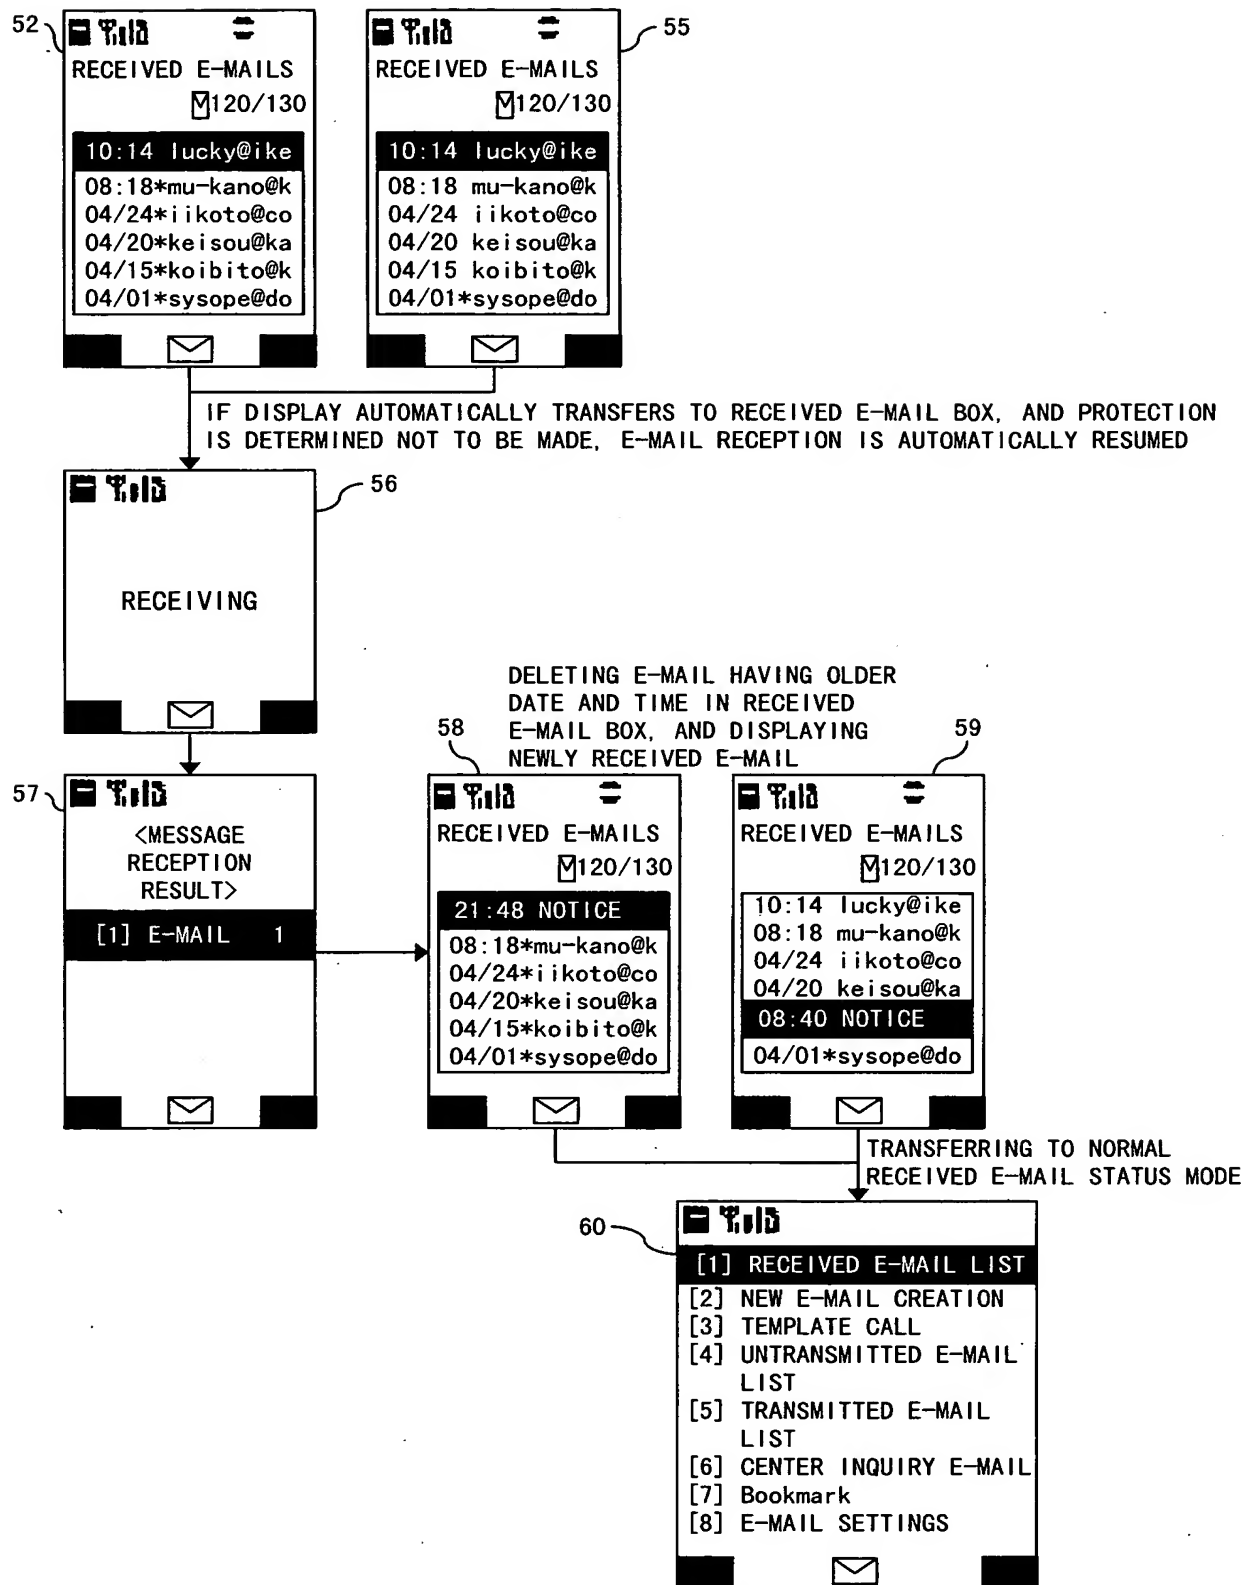 52
RECEIVED E-MAILS
M120/130
10:14 lucky@ike
08:18*mu-kano@k
04/24*iikoto@co
04/20*keisou@ka
04/15*koibito@k
04/01*sysope@do
55
RECEIVED E-MAILS
M120/130
10:14 lucky@ike
08:18 mu-kano@k
04/24 iikoto@co
04/20 keisou@ka
04/15 koibito@k
04/01*sysope@do
IF DISPLAY AUTOMATICALLY TRANSFERS TO RECEIVED E-MAIL BOX, AND PROTECTION
IS DETERMINED NOT TO BE MADE, E-MAIL RECEPTION IS AUTOMATICALLY RESUMED
56
RECEIVING
57
<MESSAGE
RECEPTION
RESULT>
[1] E-MAIL 1
DELETING E-MAIL HAVING OLDER
DATE AND TIME IN RECEIVED
E-MAIL BOX, AND DISPLAYING
NEWLY RECEIVED E-MAIL
58
RECEIVED E-MAILS
M120/130
21:48 NOTICE
08:18*mu-kano@k
04/24*iikoto@co
04/20*keisou@ka
04/15*koibito@k
04/01*sysope@do
59
RECEIVED E-MAILS
M120/130
10:14 lucky@ike
08:18 mu-kano@k
04/24 iikoto@co
04/20 keisou@ka
08:40 NOTICE
04/01*sysope@do
TRANSFERRING TO NORMAL
RECEIVED E-MAIL STATUS MODE
60
[1] RECEIVED E-MAIL LIST
[2] NEW E-MAIL CREATION
[3] TEMPLATE CALL
[4] UNTRANSMITTED E-MAIL
LIST
[5] TRANSMITTED E-MAIL
LIST
[6] CENTER INQUIRY E-MAIL
[7] Bookmark
[8] E-MAIL SETTINGS